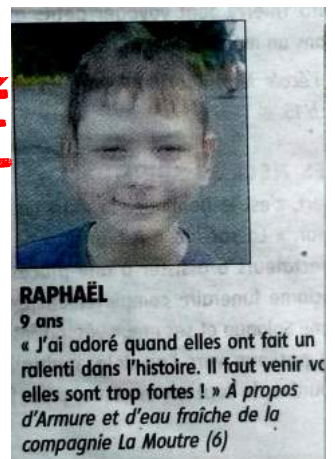 RAPHAËL
9 ans
« J'ai adoré quand elles ont fait un
ralenti dans l'histoire. Il faut venir vo
elles sont trop fortes ! » À propos
d'Armure et d'eau fraîche de la
compagnie La Moutre (6)